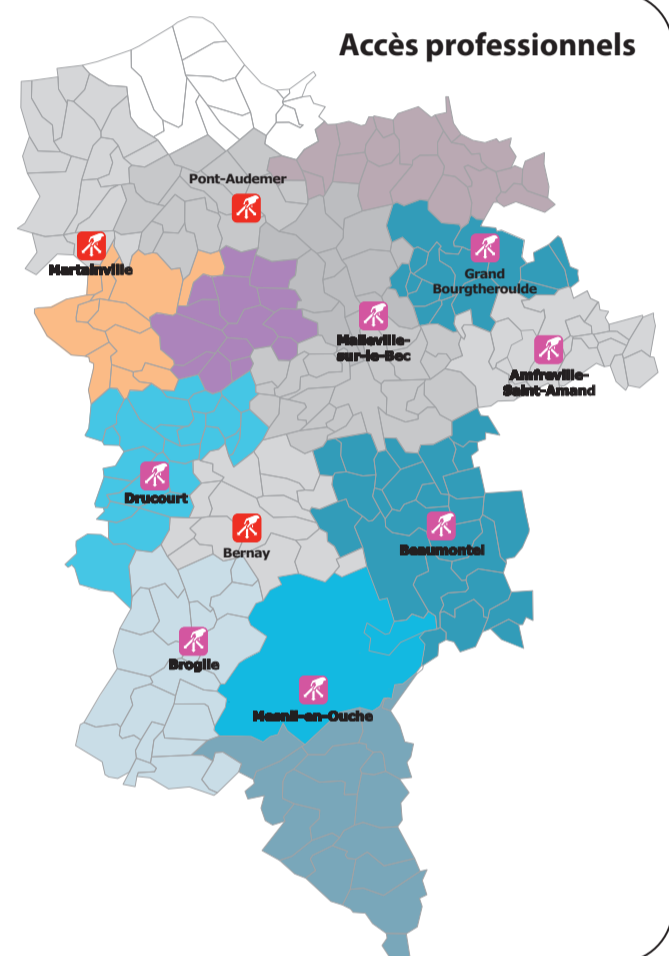 Accès professionnels
Pont-Audemer
Martainville
Grand
Bourgtheroulde
Malleville-
sur-le-Bec
Amfreville-
Saint-Amand
Drucourt
Bernay
Beaumontel
Broglie
Mesnil-en-Ouche